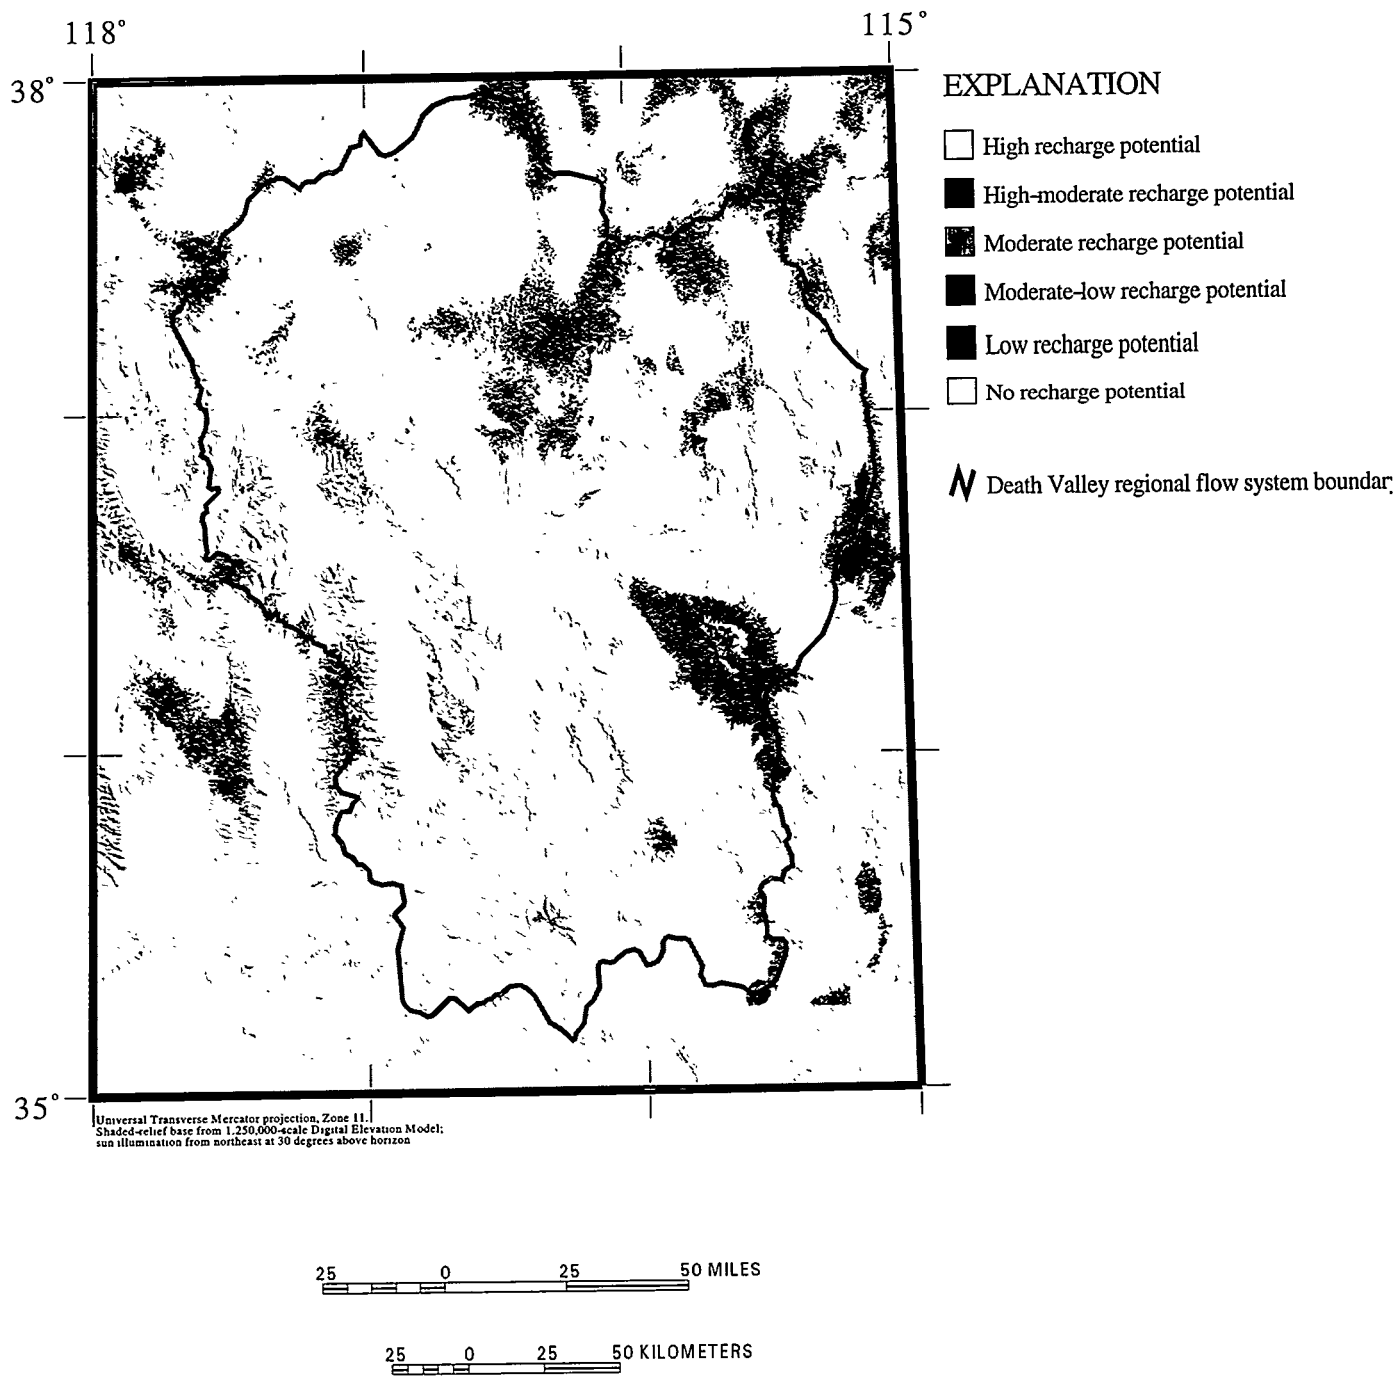 118°
115°
38°
EXPLANATION
High recharge potential
High-moderate recharge potential
Moderate recharge potential
Moderate-low recharge potential
Low recharge potential
No recharge potential
Death Valley regional flow system boundar
35°
Universal Transverse Mercator projection, Zone 11.
Shaded-relief base from 1:250,000-scale Digital Elevation Model;
sun illumination from northeast at 30 degrees above horizon
25 0 25 50 MILES
25 0 25 50 KILOMETERS